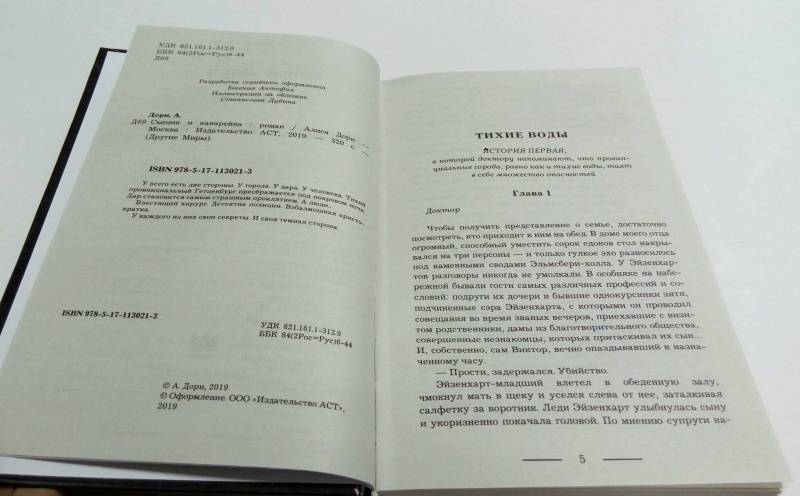 УДК 821.161.1-312.9
ББК 84(2Рос=Рус)6-44
Д69
Разработка серийного оформления
Евгения Антофия
Иллюстрация на обложке
Станислава Дудина
Дорн, А.
Д69 Сыщик и канарейка : роман / Алиса Дорн. —
Москва : Издательство АСТ, 2019. — 320 с. —
(Другие Миры).
ISBN 978-5-17-113021-3
У всего есть две стороны. У города. У дара. У человека. Тихий
провинциальный Гетценбург преображается под покровом ночи.
Дар становится самым страшным проклятием. А люди...
Блестящий хирург. Детектив полиции. Взбалмошная аристо-
кратка.
У каждого из них свои секреты. И своя темная сторона.
УДК 821.161.1-312.9
ББК 84(2Рос=Рус)6-44
ISBN 978-5-17-113021-3
© А. Дорн, 2019
© Оформление. ООО «Издательство АСТ»,
2019
ТИХИЕ ВОДЫ
ИСТОРИЯ ПЕРВАЯ,
в которой доктору напоминают, что провин-
циальные города, равно как и тихие воды, таят
в себе множество опасностей
Глава 1
Доктор
Чтобы получить представление о семье, достаточно
посмотреть, кто приходит к ним на обед. В доме моего отца
огромный, способный уместить сорок едоков стол накры-
вался на три персоны — и только гулкое эхо разносилось
под каменными сводами Эльмсбери-холла. У Эйзенхар-
тов разговоры никогда не умолкали. В особняке на набе-
режной бывали гости самых различных профессий и со-
словий: подруги их дочери и бывшие однокурсники зятя,
подчиненные сэра Эйзенхарта, с которыми он проводил
совещания во время званых вечеров, приехавшие с визи-
том родственники, дамы из благотворительного общества,
совершенные незнакомцы, которых притаскивал их сын...
И, собственно, сам Виктор, вечно опаздывавший к назна-
ченному часу.
— Прости, задержался. Убийство.
Эйзенхарт-младший влетел в обеденную залу,
чмокнул мать в щеку и уселся слева от нее, заталкивая
салфетку за воротник. Леди Эйзенхарт улыбнулась сыну
и укоризненно покачала головой. По мнению супруги на-
5